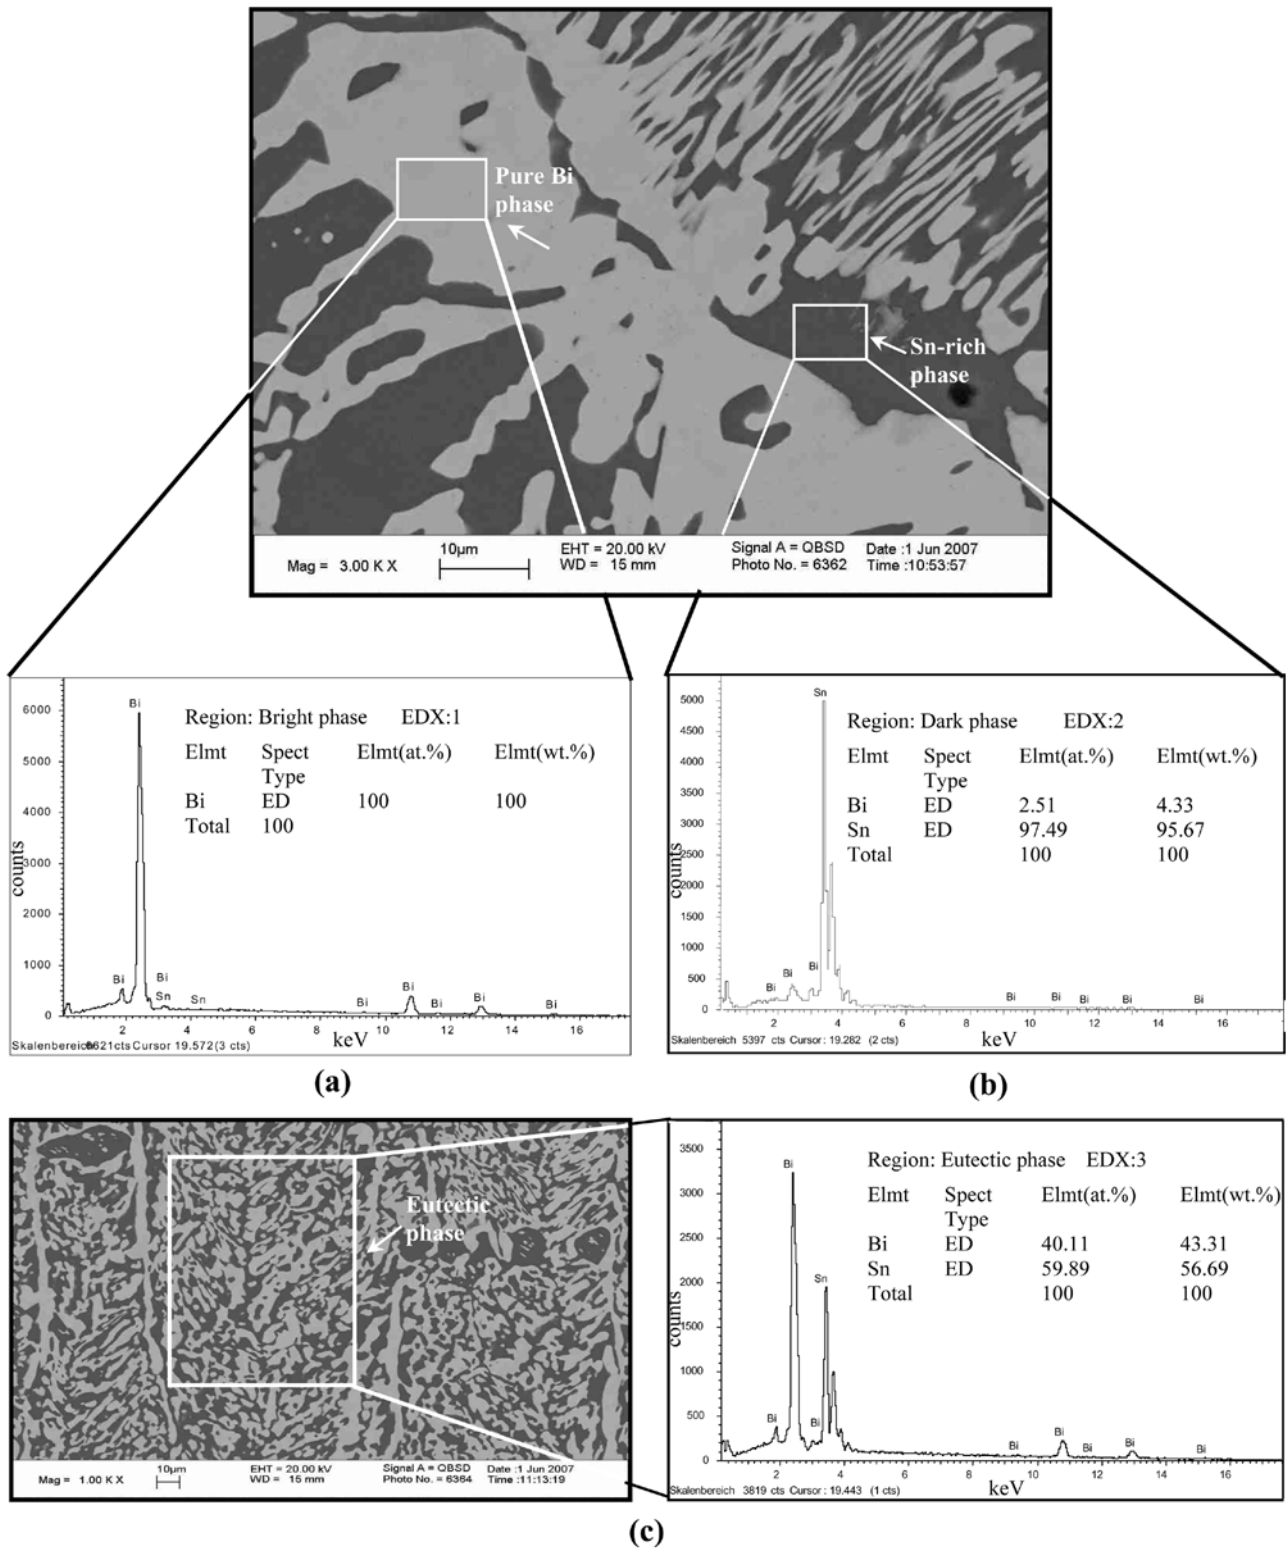 Pure Bi
phase
Sn-rich
phase
Mag = 3.00 K X
10µm
EHT = 20.00 kV
WD = 15 mm
Signal A = QBSD
Photo No. = 6362
Date :1 Jun 2007
Time :10:53:57
Region: Bright phase EDX:1
Elmt Spect Elmt(at.%) Elmt(wt.%)
Type
Bi ED 100 100
Total 100
counts
6000
5000
4000
3000
2000
1000
0
Bi
Bi
Bi
Sn
Sn
Bi
Bi
Bi
Bi
Bi
2 4 6 8 10 12 14 16
keV
Skalenbereich 6621cts Cursor 19.572(3 cts)
(a)
Region: Dark phase EDX:2
Elmt Spect Elmt(at.%) Elmt(wt.%)
Type
Bi ED 2.51 4.33
Sn ED 97.49 95.67
Total 100 100
counts
5000
4500
4000
3500
3000
2500
2000
1500
1000
500
0
Sn
Bi
Bi
Bi
Bi
Bi
Bi
Bi
Bi
2 4 6 8 10 12 14 16
keV
Skalenbereich 5397 cts Cursor: 19.282 (2 cts)
(b)
Eutectic
phase
Mag = 1.00 K X
10µm
EHT = 20.00 kV
WD = 15 mm
Signal A = QBSD
Photo No. = 6364
Date :1 Jun 2007
Time :11:13:19
Region: Eutectic phase EDX:3
Elmt Spect Elmt(at.%) Elmt(wt.%)
Type
Bi ED 40.11 43.31
Sn ED 59.89 56.69
Total 100 100
counts
3500
3000
2500
2000
1500
1000
500
0
Bi
Sn
Bi
Bi
Bi
Bi
Bi
Bi
Bi
2 4 6 8 10 12 14 16
keV
Skalenbereich 3819 cts Cursor: 19.443 (1 cts)
(c)